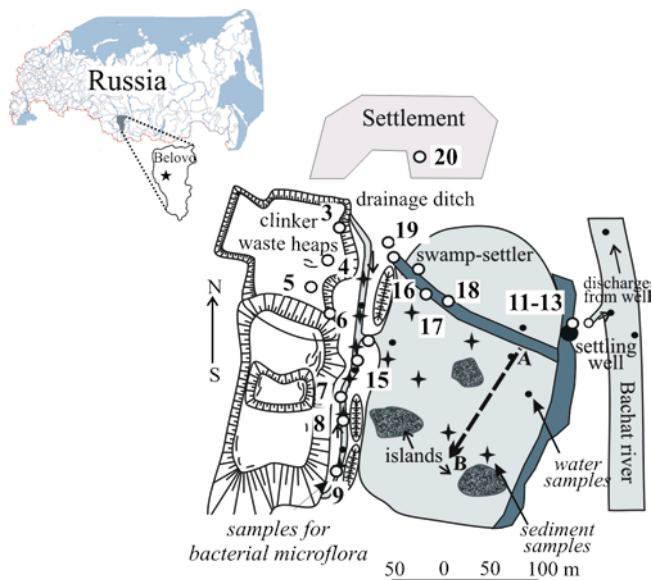 Russia
Belovo
Settlement
20
drainage ditch
3
clinker
waste heaps
19
swamp-settler
4
5
16
18
11-13
discharge
from well
N
S
6
17
settling
well
15
A
7
8
Bachat river
islands
B
water
samples
9
sediment
samples
samples for
bacterial microflora
50 0 50 100 m